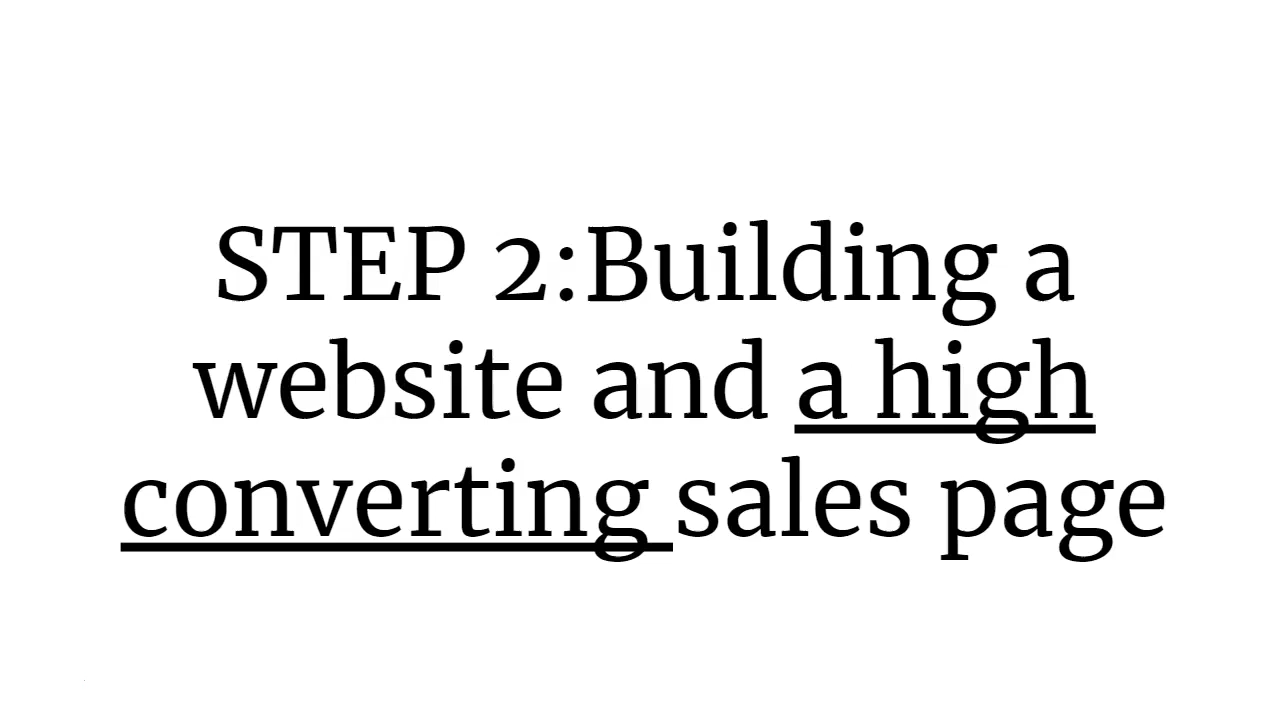 STEP 2:Building a
website and a high
converting sales page